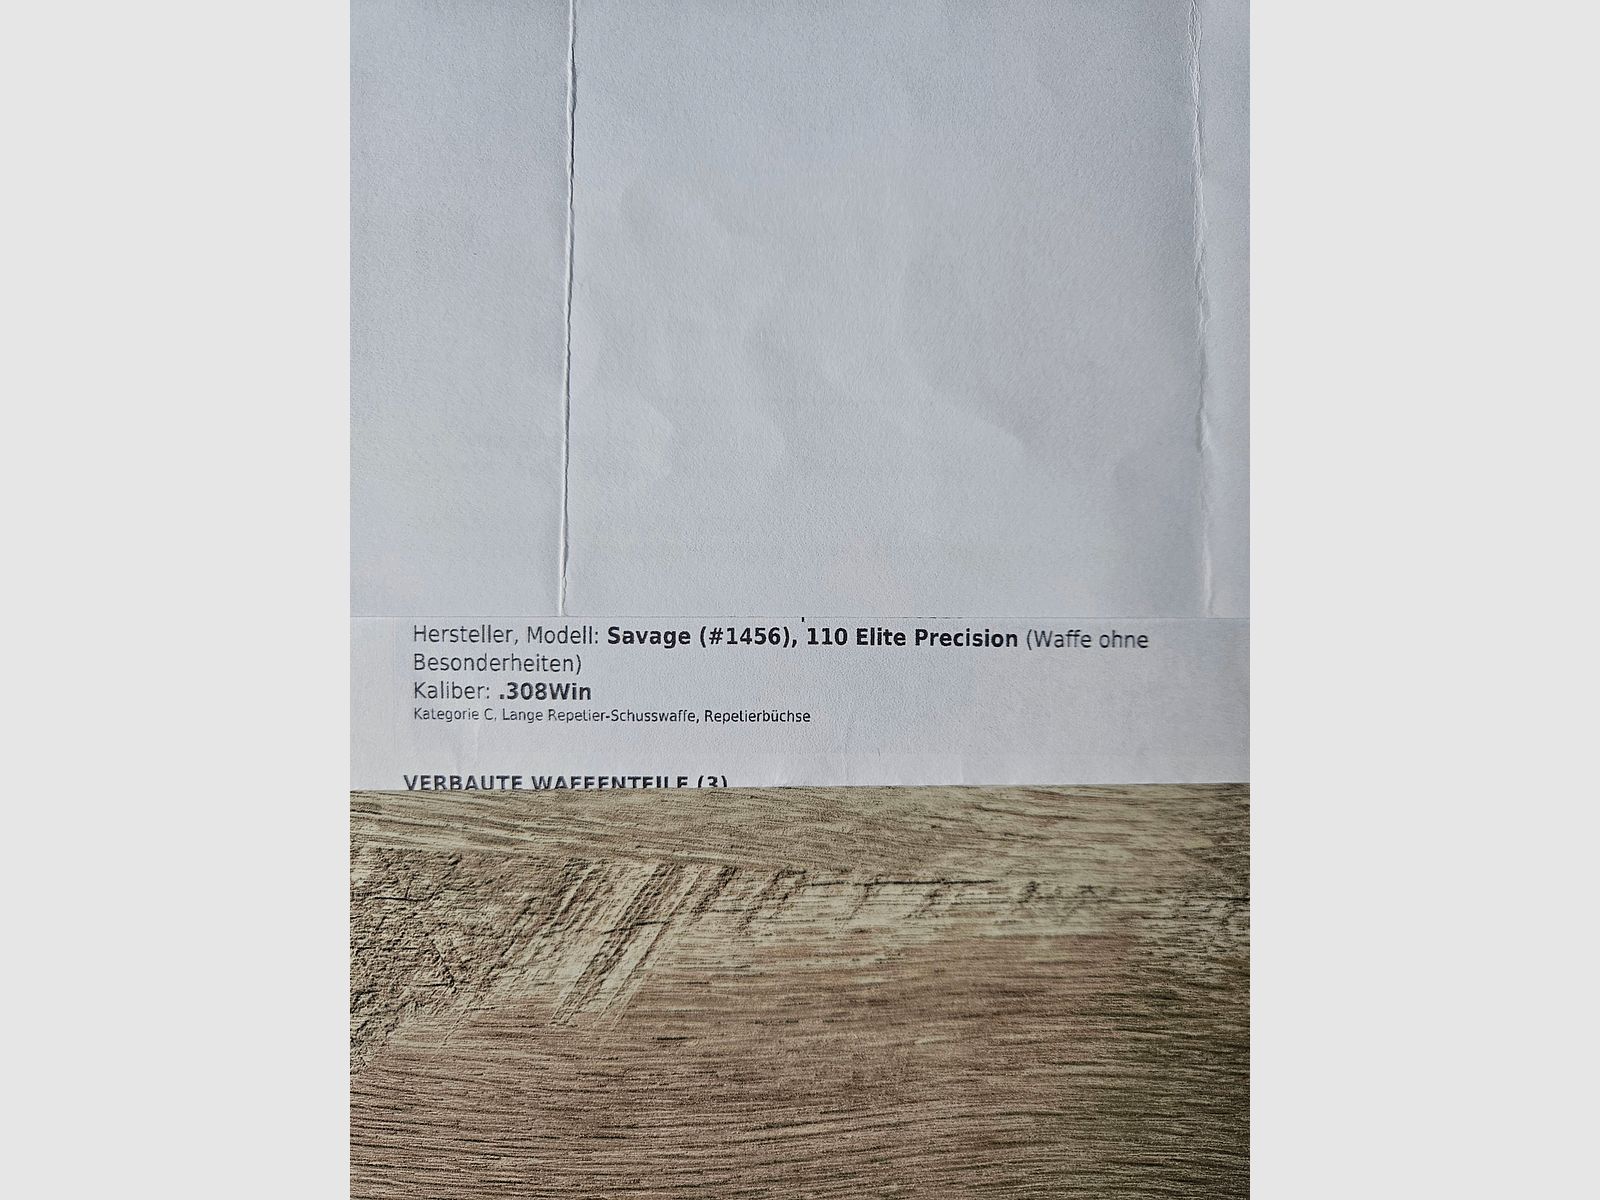 Hersteller, Modell: Savage (#1456), 110 Elite Precision (Waffe ohne
Besonderheiten)
Kaliber: .308Win
Kategorie C, Lange Repetier-Schusswaffe, Repetierbüchse
VERBAUTE WAFFENTEILE (3)